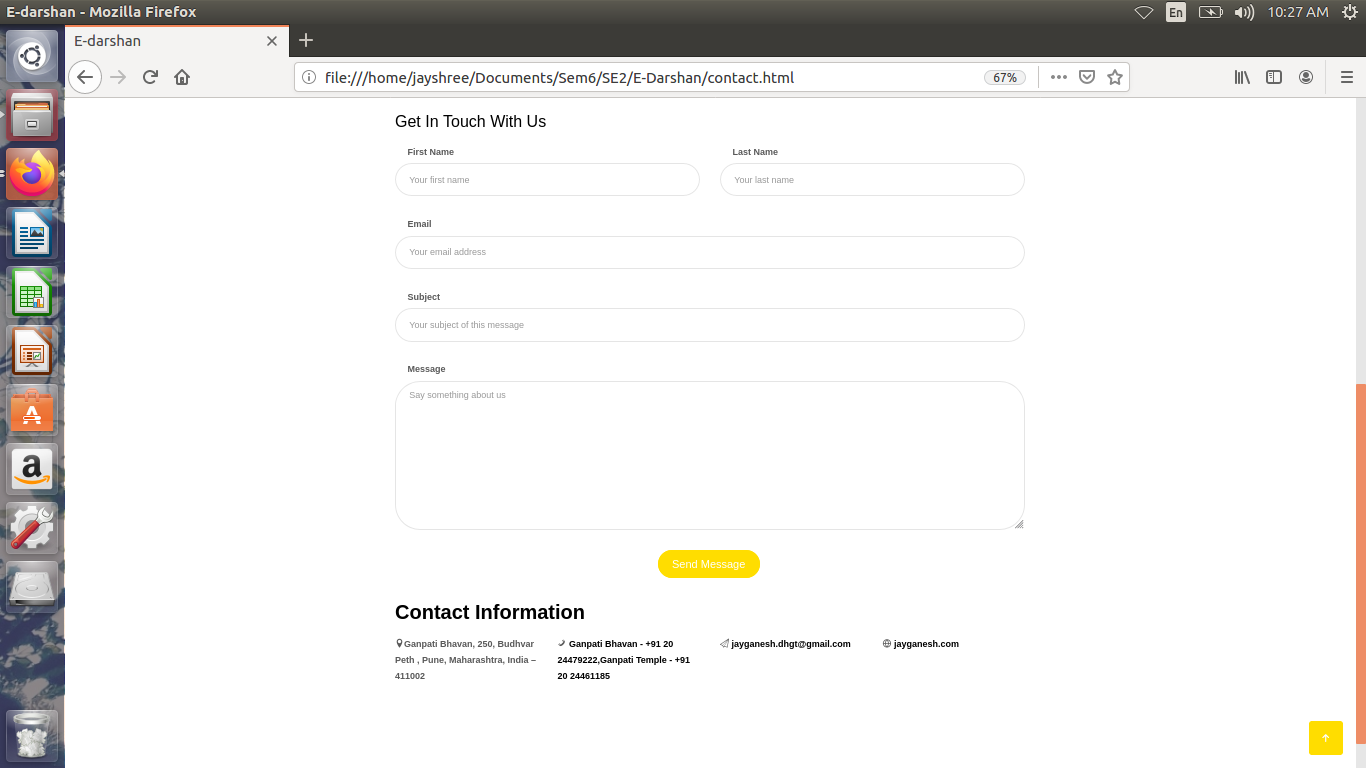 E-darshan - Mozilla Firefox
En
10:27 AM
E-darshan
file:///home/jayshree/Documents/Sem6/SE2/E-Darshan/contact.html
67%
Get In Touch With Us
First Name
Last Name
Your first name
Your last name
Email
Your email address
Subject
Your subject of this message
Message
Say something about us
Send Message
Contact Information
Ganpati Bhavan, 250, Budhvar
Peth , Pune, Maharashtra, India –
411002
Ganpati Bhavan - +91 20
24479222,Ganpati Temple - +91
20 24461185
jayganesh.dhgt@gmail.com
jayganesh.com